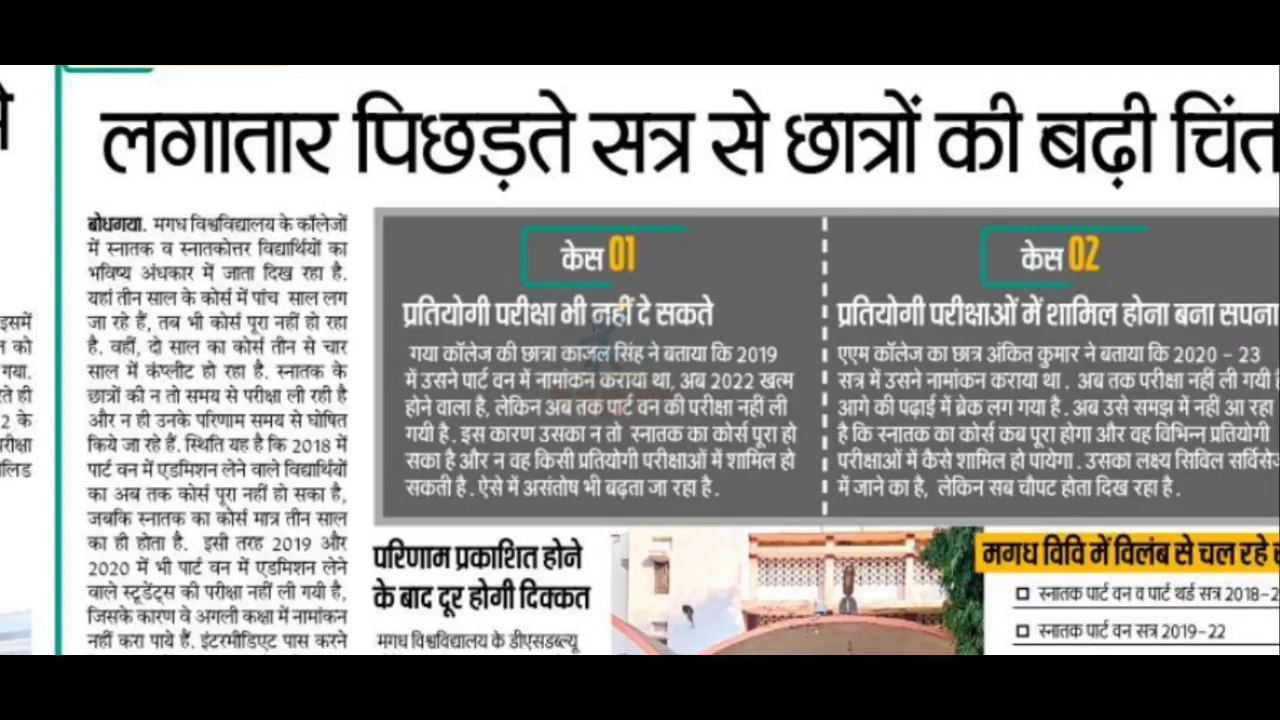 लगातार पिछड़ते सत्र से छात्रों की बढ़ी
बोधगया. मगध विश्वविद्यालय के कॉलेजों
में स्नातक व स्नातकोत्तर विद्यार्थियों का
भविष्य अंधकार में जाता दिख रहा है.
यहां तीन साल के कोर्स में पांच साल लग
जा रहे हैं, तब भी कोर्स पूरा नहीं हो रहा
है. वहीं, दो साल का कोर्स तीन से चार
साल में कंप्लीट हो रहा है. स्नातक के
छात्रों की न तो समय से परीक्षा ली रही है
और न ही उनके परिणाम समय से घोषित
किये जा रहे हैं. स्थिति यह है कि 2018 में
पार्ट वन में एडमिशन लेने वाले विद्यार्थियों
का अब तक कोर्स पूरा नहीं हो सका है,
जबकि स्नातक का कोर्स मात्र तीन साल
का ही होता है. इसी तरह 2019 और
2020 में भी पार्ट वन में एडमिशन लेने
वाले स्टूडेंट्स की परीक्षा नहीं ली गयी है,
जिसके कारण वे अगली कक्षा में नामांकन
नहीं करा पाये हैं. इंटरमीडिएट पास करने
केस 01
प्रतियोगी परीक्षा भी नहीं दे सकते
गया कॉलेज की छात्रा काजल सिंह ने बताया कि 2019
में उसने पार्ट वन में नामांकन कराया था, अब 2022 खत्म
होने वाला है, लेकिन अब तक पार्ट वन की परीक्षा नहीं ली
गयी है. इस कारण उसका न तो स्नातक का कोर्स पूरा हो
सका है और न वह किसी प्रतियोगी परीक्षाओं में शामिल हो
सकती है. ऐसे में असंतोष भी बढ़ता जा रहा है.
केस 02
प्रतियोगी परीक्षाओं में शामिल होना बना सपना
एएम कॉलेज का छात्र अंकित कुमार ने बताया कि 2020 - 23
सत्र में उसने नामांकन कराया था. अब तक परीक्षा नहीं ली गयी
आगे की पढ़ाई में ब्रेक लग गया है. अब उसे समझ में नहीं आ रहा
है कि स्नातक का कोर्स कब पूरा होगा और वह विभिन्न प्रतियोगी
परीक्षाओं में कैसे शामिल हो पायेगा. उसका लक्ष्य सिविल सर्विसेज
में जाने का है, लेकिन सब चौपट होता दिख रहा है.
परिणाम प्रकाशित होने
के बाद दूर होगी दिक्कत
मगध विश्वविद्यालय के डीएसडब्ल्यू
मगध विवि में विलंब से चल रहे
स्नातक पार्ट वन व पार्ट थर्ड सत्र 2018-2
स्नातक पार्ट वन सत्र 2019-22
इसमें
को
गया.
ही
2 के